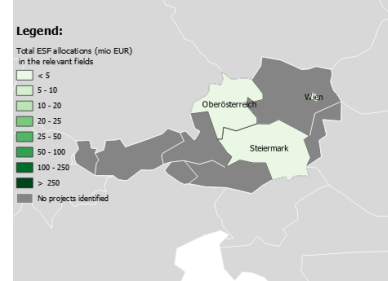 Legend:
Total ESF allocations (mio EUR)
in the relevant fields
< 5
5 - 10
10 - 20
20 - 25
25 - 50
50 - 100
100 - 250
> 250
No projects identified
Oberösterreich
Wien
Steiermark